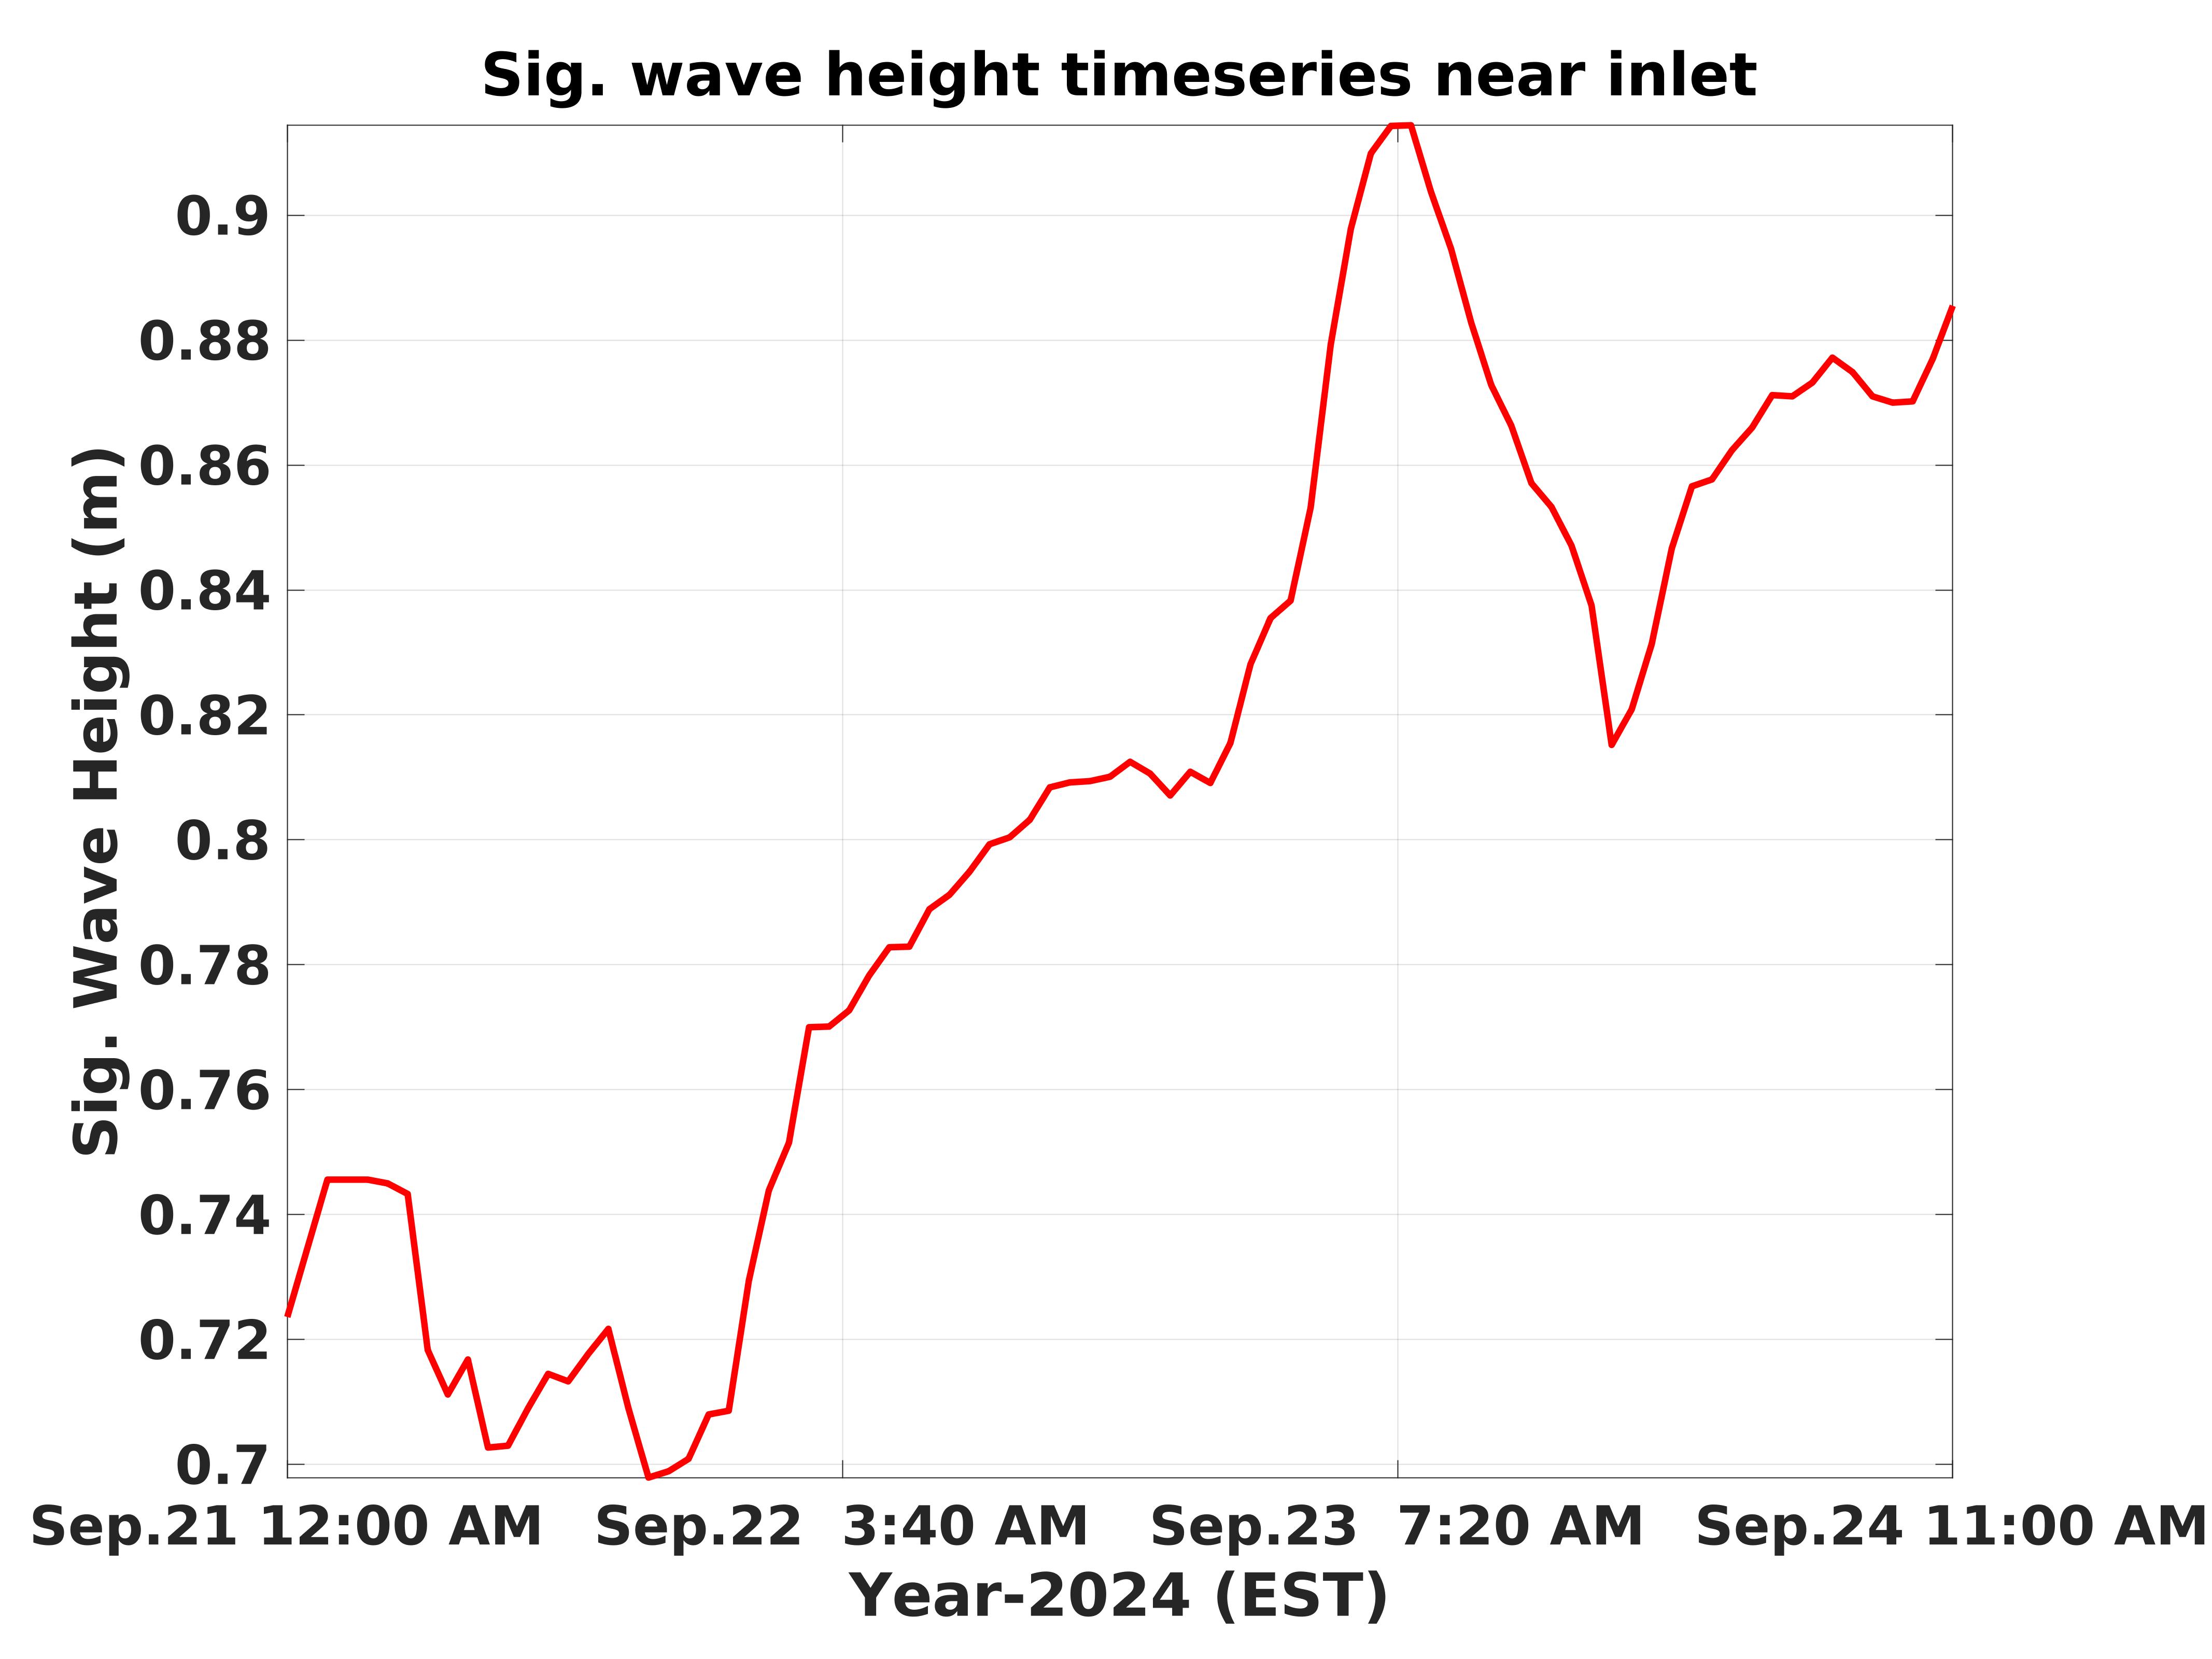 Sig. wave height timeseries near inlet
0.9
0.88
0.86
0.84
0.82
0.8
0.78
0.76
0.74
0.72
0.7
Sig. Wave Height (m)
Sep.21 12:00 AM Sep.22 3:40 AM Sep.23 7:20 AM Sep.24 11:00 AM
Year-2024 (EST)